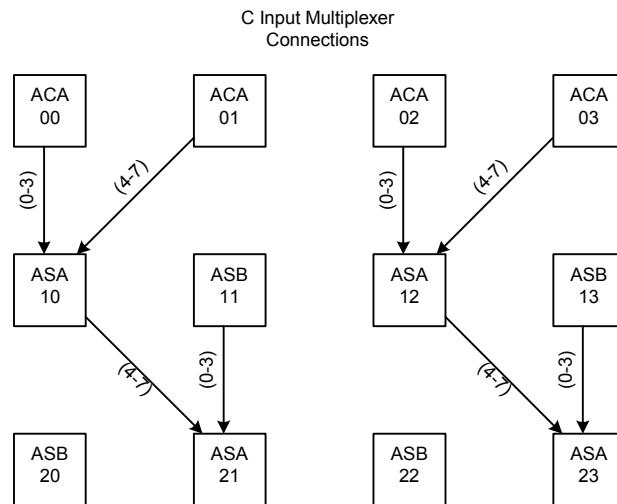 C Input Multiplexer
Connections
ACA
00
ACA
01
ACA
02
ACA
03
(0-3)
(4-7)
(0-3)
(4-7)
ASA
10
ASB
11
ASA
12
ASB
13
(4-7)
(0-3)
(4-7)
(0-3)
ASB
20
ASA
21
ASB
22
ASA
23